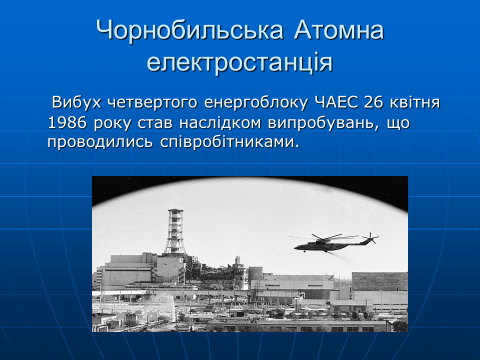 Чорнобильська Атомна
електростанція
Вибух четвертого енергоблоку ЧАЕС 26 квітня
1986 року став наслідком випробувань, що
проводились співробітниками.